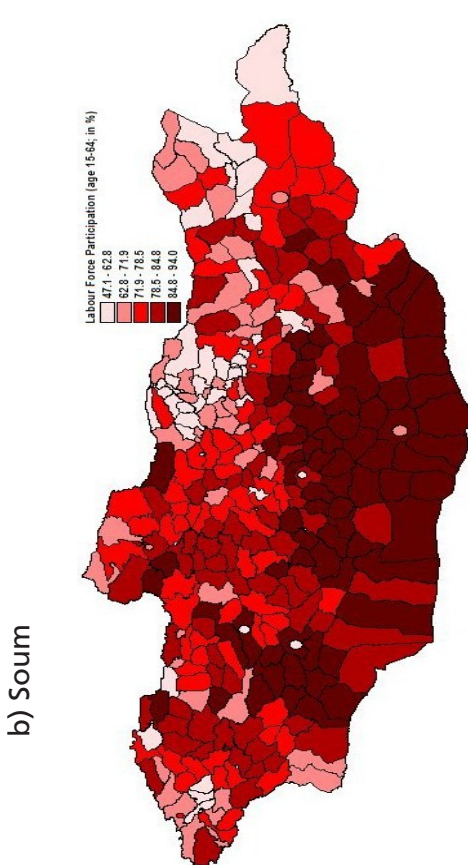 b) Soum
Labour Force Participation (age 15-64; in %)
47.1 - 62.8
62.8 - 71.9
71.9 - 78.5
78.5 - 84.8
84.8 - 94.0